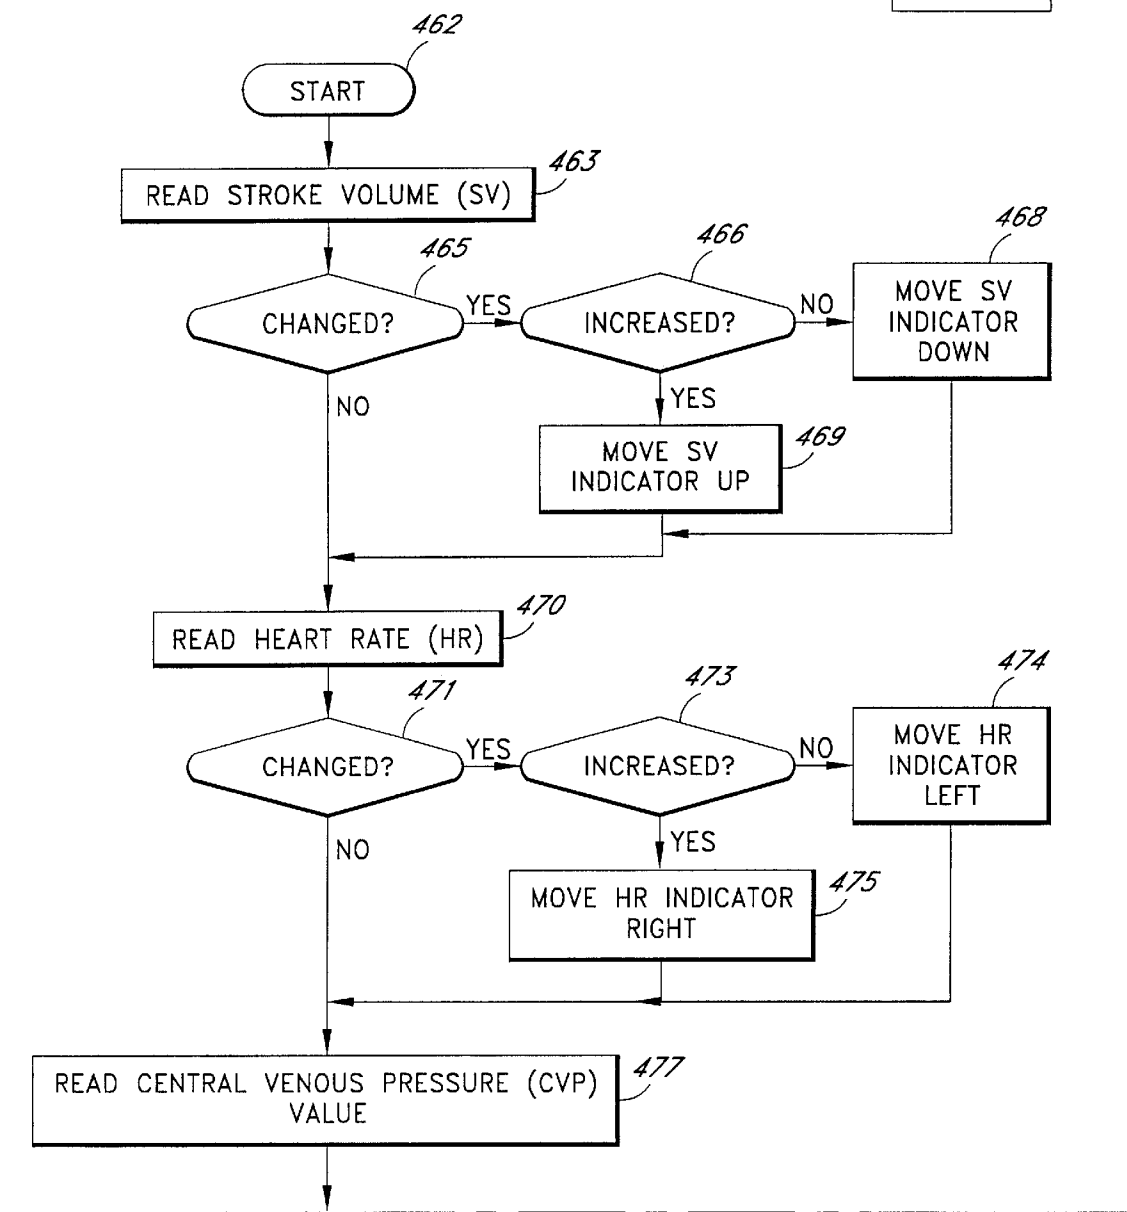 462
START
463
READ STROKE VOLUME (SV)
465
466
468
CHANGED?
YES
INCREASED?
NO
MOVE SV
INDICATOR
DOWN
NO
YES
469
MOVE SV
INDICATOR UP
470
READ HEART RATE (HR)
471
473
474
CHANGED?
YES
INCREASED?
NO
MOVE HR
INDICATOR
LEFT
NO
YES
475
MOVE HR INDICATOR
RIGHT
477
READ CENTRAL VENOUS PRESSURE (CVP)
VALUE